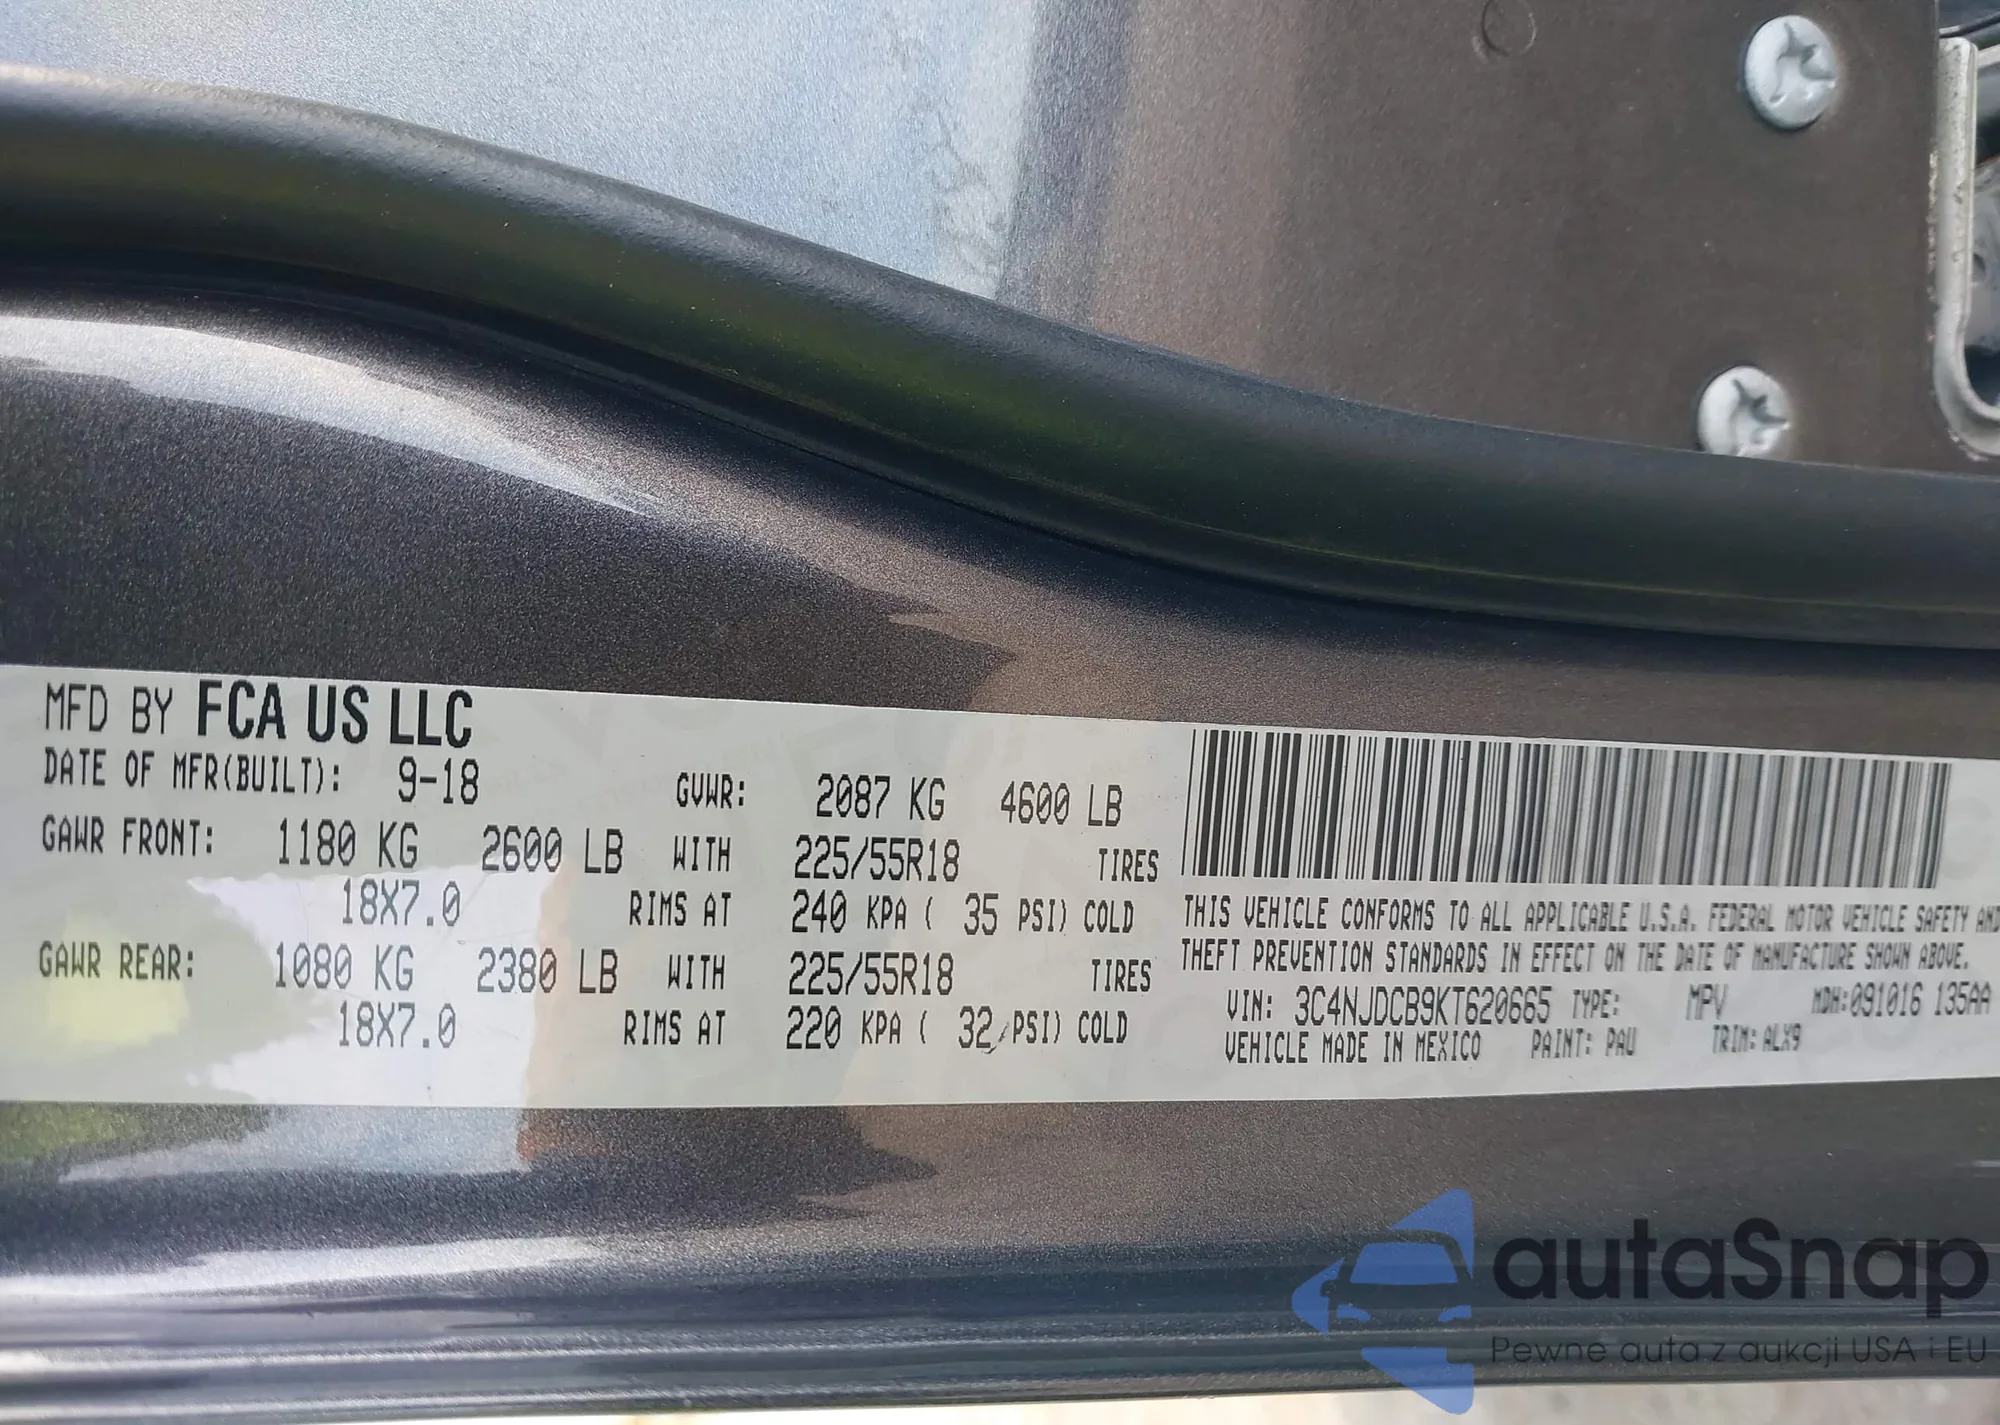 MFD BY FCA US LLC
DATE OF MFR(BUILT): 9-18 GVWR: 2087 KG 4600 LB
GAWR FRONT: 1180 KG 2600 LB WITH 225/55R18 TIRES
18X7.0 RIMS AT 240 KPA ( 35 PSI) COLD
GAWR REAR: 1080 KG 2380 LB WITH 225/55R18 TIRES
18X7.0 RIMS AT 220 KPA ( 32 PSI) COLD
THIS VEHICLE CONFORMS TO ALL APPLICABLE U.S.A. FEDERAL MOTOR VEHICLE SAFETY AND
THEFT PREVENTION STANDARDS IN EFFECT ON THE DATE OF MANUFACTURE SHOWN ABOVE.
VIN: 3C4NJDCB9KT620665 TYPE: MPV MDH:091016 135AA
VEHICLE MADE IN MEXICO PAINT: PAU TRIM: ALX9
autaSnap
Pewne auta z aukcji USA i EU